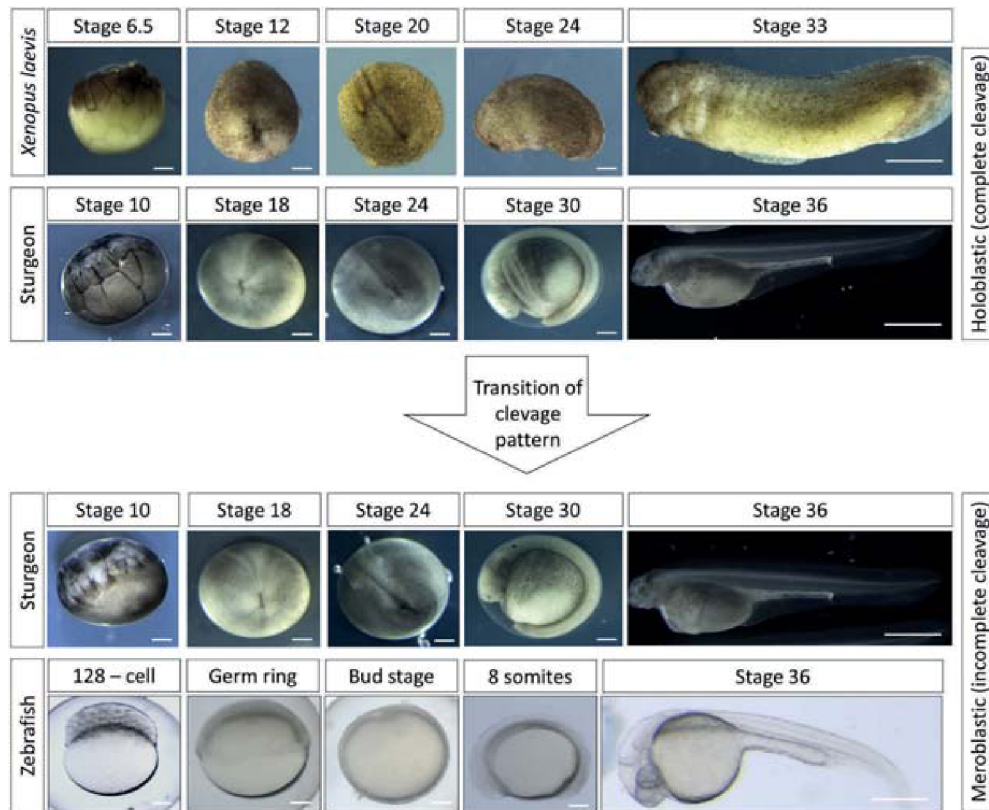 Stage 6.5 Stage 12 Stage 20 Stage 24 Stage 33
Xenopus laevis
Stage 10 Stage 18 Stage 24 Stage 30 Stage 36
Sturgeon
Holoblastic (complete cleavage)
Transition of
clevage
pattern
Stage 10 Stage 18 Stage 24 Stage 30 Stage 36
Sturgeon
128 – cell Germ ring Bud stage 8 somites Stage 36
Zebrafish
Meroblastic (incomplete cleavage)